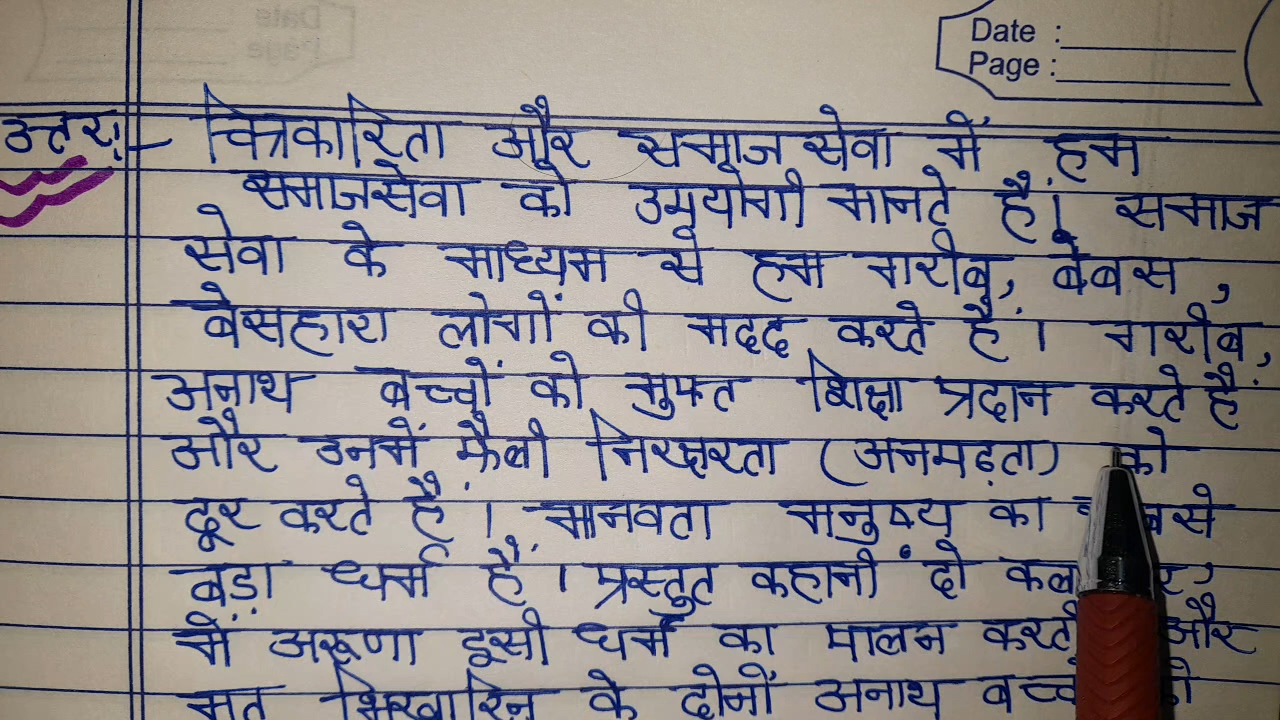 Date :
Page :
उत्तर:- चित्रकारिता और समाज सेवा में हम
समाजसेवा को उपयोगी मानते हैं। समाज
सेवा के माध्यम से हम गरीब, बेबस,
बेसहारा लोगों की मदद करते हैं। गरीब,
अनाथ बच्चों को मुफ्त शिक्षा प्रदान करते हैं
और उनमें फैली निरक्षरता (अनपढ़ता) को
दूर करते हैं। मानवता मनुष्य का
बड़ा धर्म है। प्रस्तुत कहानी दो
में अरूणा इसी धर्म का पालन करती और
मृत भिखारिन के दोनों अनाथ